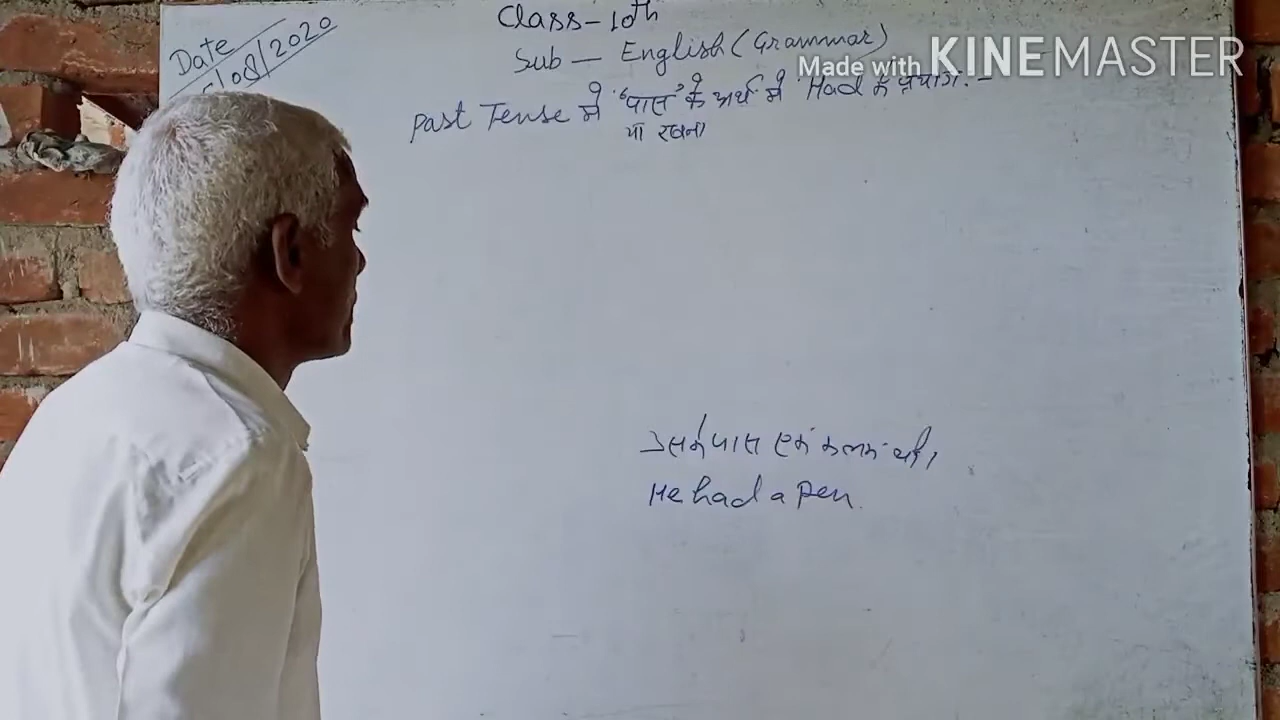 Class-10th
Date
/08/2020
Sub — English (Grammar)
Made with KINEMASTER
Past Tense में 'पास' के अर्थ में 'Had का प्रयोग:-
या रखना
उसके पास एक कलम थी।
He had a pen.